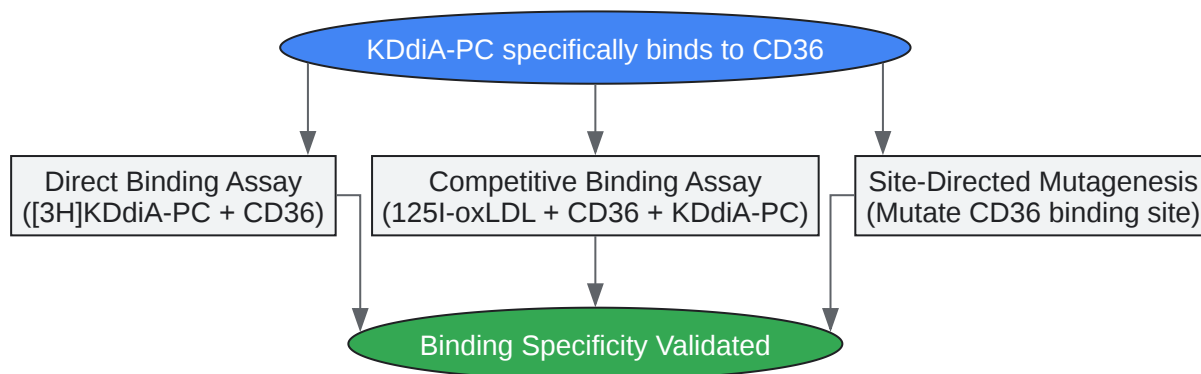 KDdiA-PC specifically binds to CD36
Direct Binding Assay
([3H]KDdiA-PC + CD36)
Competitive Binding Assay
(125I-oxLDL + CD36 + KDdiA-PC)
Site-Directed Mutagenesis
(Mutate CD36 binding site)
Binding Specificity Validated